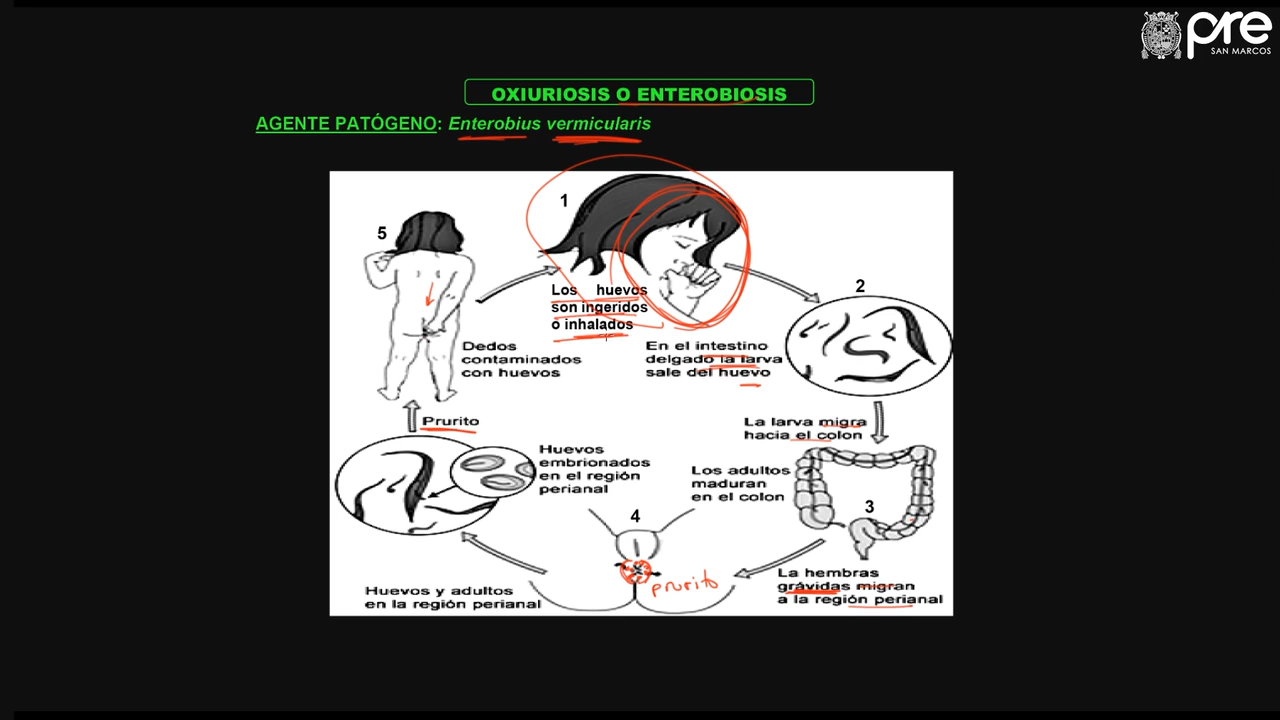 pre
SAN MARCOS
OXIURIOSIS O ENTEROBIOSIS
AGENTE PATÓGENO: Enterobius vermicularis
1
Los huevos
son ingeridos
o inhalados
2
En el intestino
delgado la larva
sale del huevo
La larva migra
hacia el colon
3
Los adultos
maduran
en el colon
La hembras
grávidas migran
a la región perianal
4
prurito
Huevos y adultos
en la región perianal
Huevos
embrionados
en el región
perianal
Prurito
5
Dedos
contaminados
con huevos